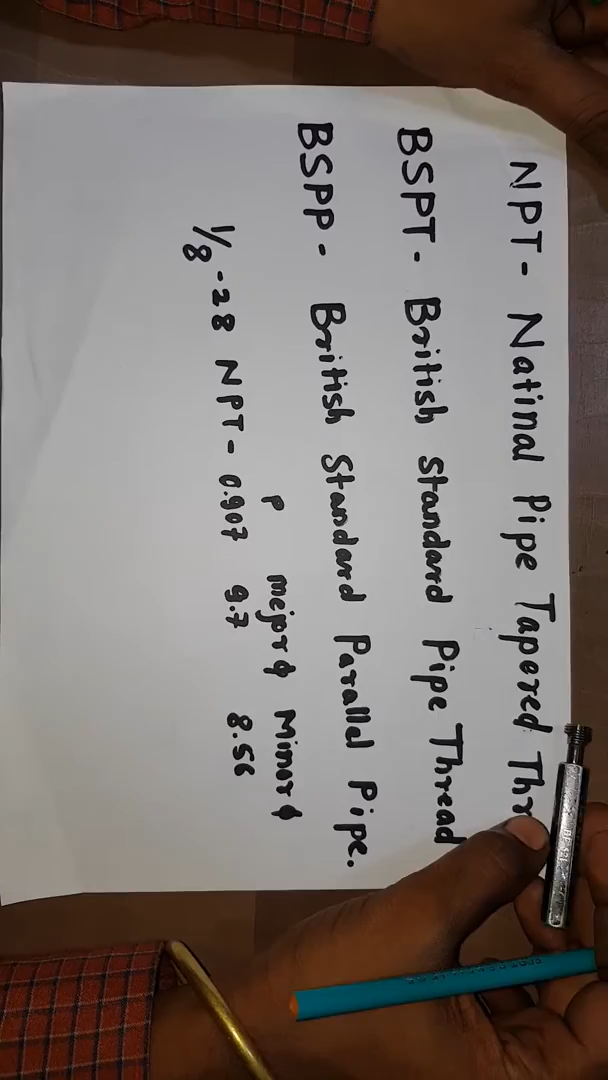 NPT - Natinal Pipe Tapered Thr
BSPT - British Standard Pipe Thread
BSPP - British Standard Parallel Pipe.
P mejor ϕ Minor ϕ
1/8 - 28 NPT - 0.907 9.7 8.56